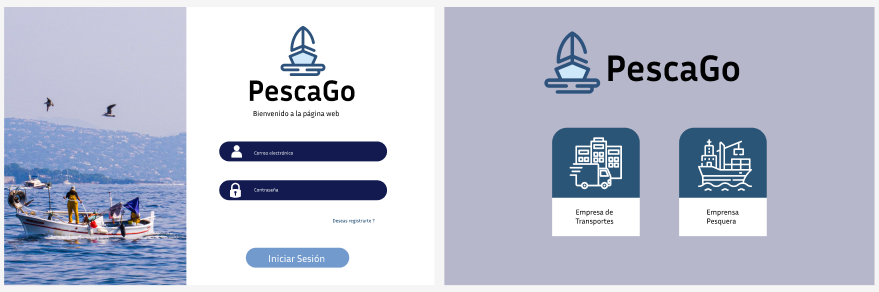 PescaGo
Bienvenido a la página web
Correo electrónico
Contraseña
Deseas registrarte ?
Iniciar Sesión
PescaGo
Empresa de
Transportes
Emprensa
Pesquera